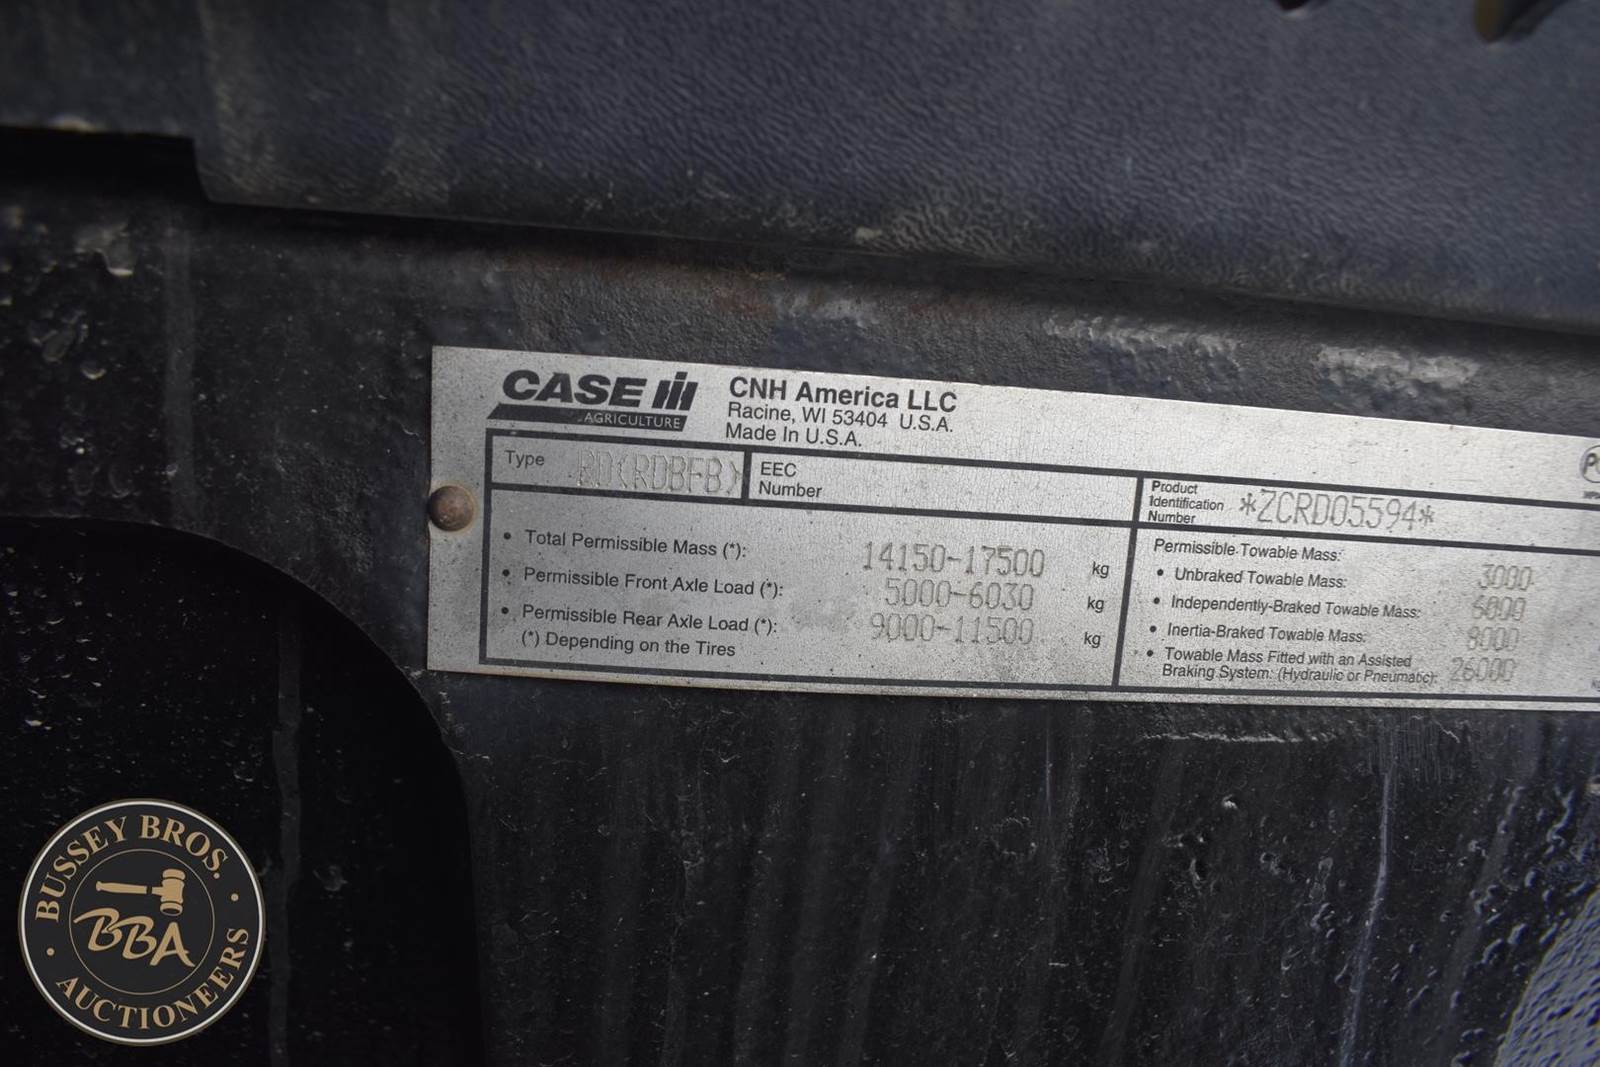 CASE IH
AGRICULTURE
CNH America LLC
Racine, WI 53404 U.S.A.
Made In U.S.A.
Type RD(RDBFB)
EEC
Number
Product
Identification
Number *ZCRD05594*
• Total Permissible Mass (*): 14150-17500 kg
• Permissible Front Axle Load (*): 5000-6030 kg
• Permissible Rear Axle Load (*): 9000-11500 kg
(*) Depending on the Tires
Permissible Towable Mass:
• Unbraked Towable Mass: 3000
• Independently-Braked Towable Mass: 6000
• Inertia-Braked Towable Mass: 8000
• Towable Mass Fitted with an Assisted
Braking System: (Hydraulic or Pneumatic): 26000
BUSSEY BROS.
BBA
AUCTIONEERS